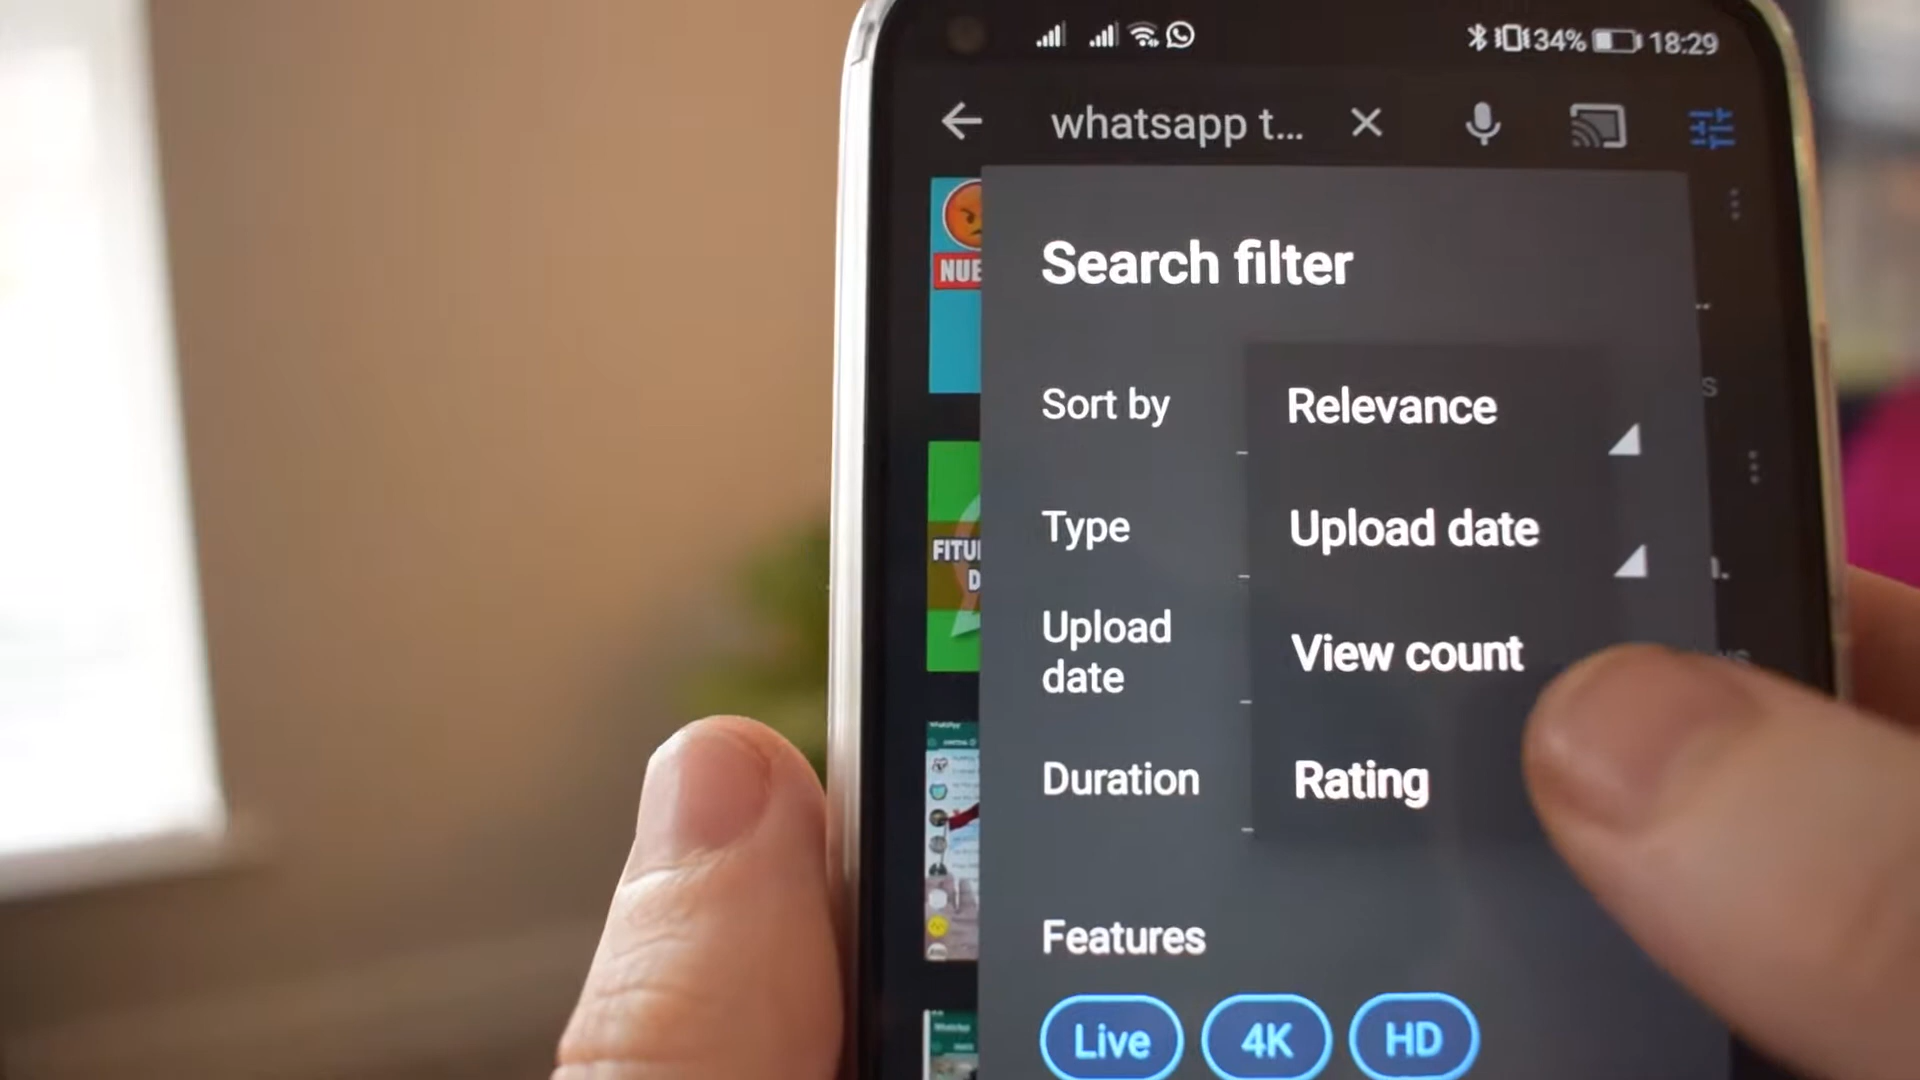 34% 18:29
whatsapp t...
Search filter
Sort by
Relevance
Type
Upload date
Upload
date
View count
Duration
Rating
Features
Live 4K HD
NUE
FITU
D